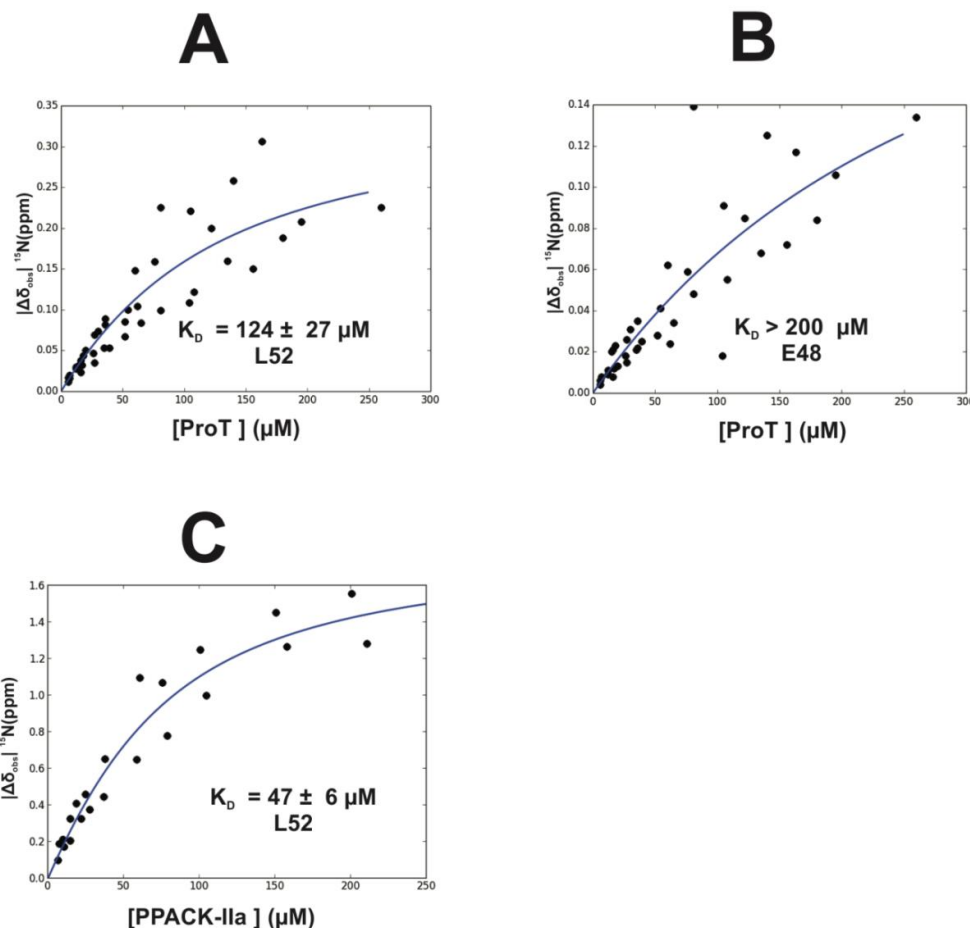 A
B
0.35
0.30
0.25
0.20
0.15
0.10
0.05
0.00
|Δδobs| ¹⁵N(ppm)
K_D = 124 ± 27 μM
L52
0 50 100 150 200 250 300
[ProT ] (μM)
0.14
0.12
0.10
0.08
0.06
0.04
0.02
0.00
|Δδobs| ¹⁵N(ppm)
K_D > 200 μM
E48
0 50 100 150 200 250 300
[ProT ] (μM)
C
1.6
1.4
1.2
1.0
0.8
0.6
0.4
0.2
0.0
|Δδobs| ¹⁵N(ppm)
K_D = 47 ± 6 μM
L52
0 50 100 150 200 250
[PPACK-IIa ] (μM)